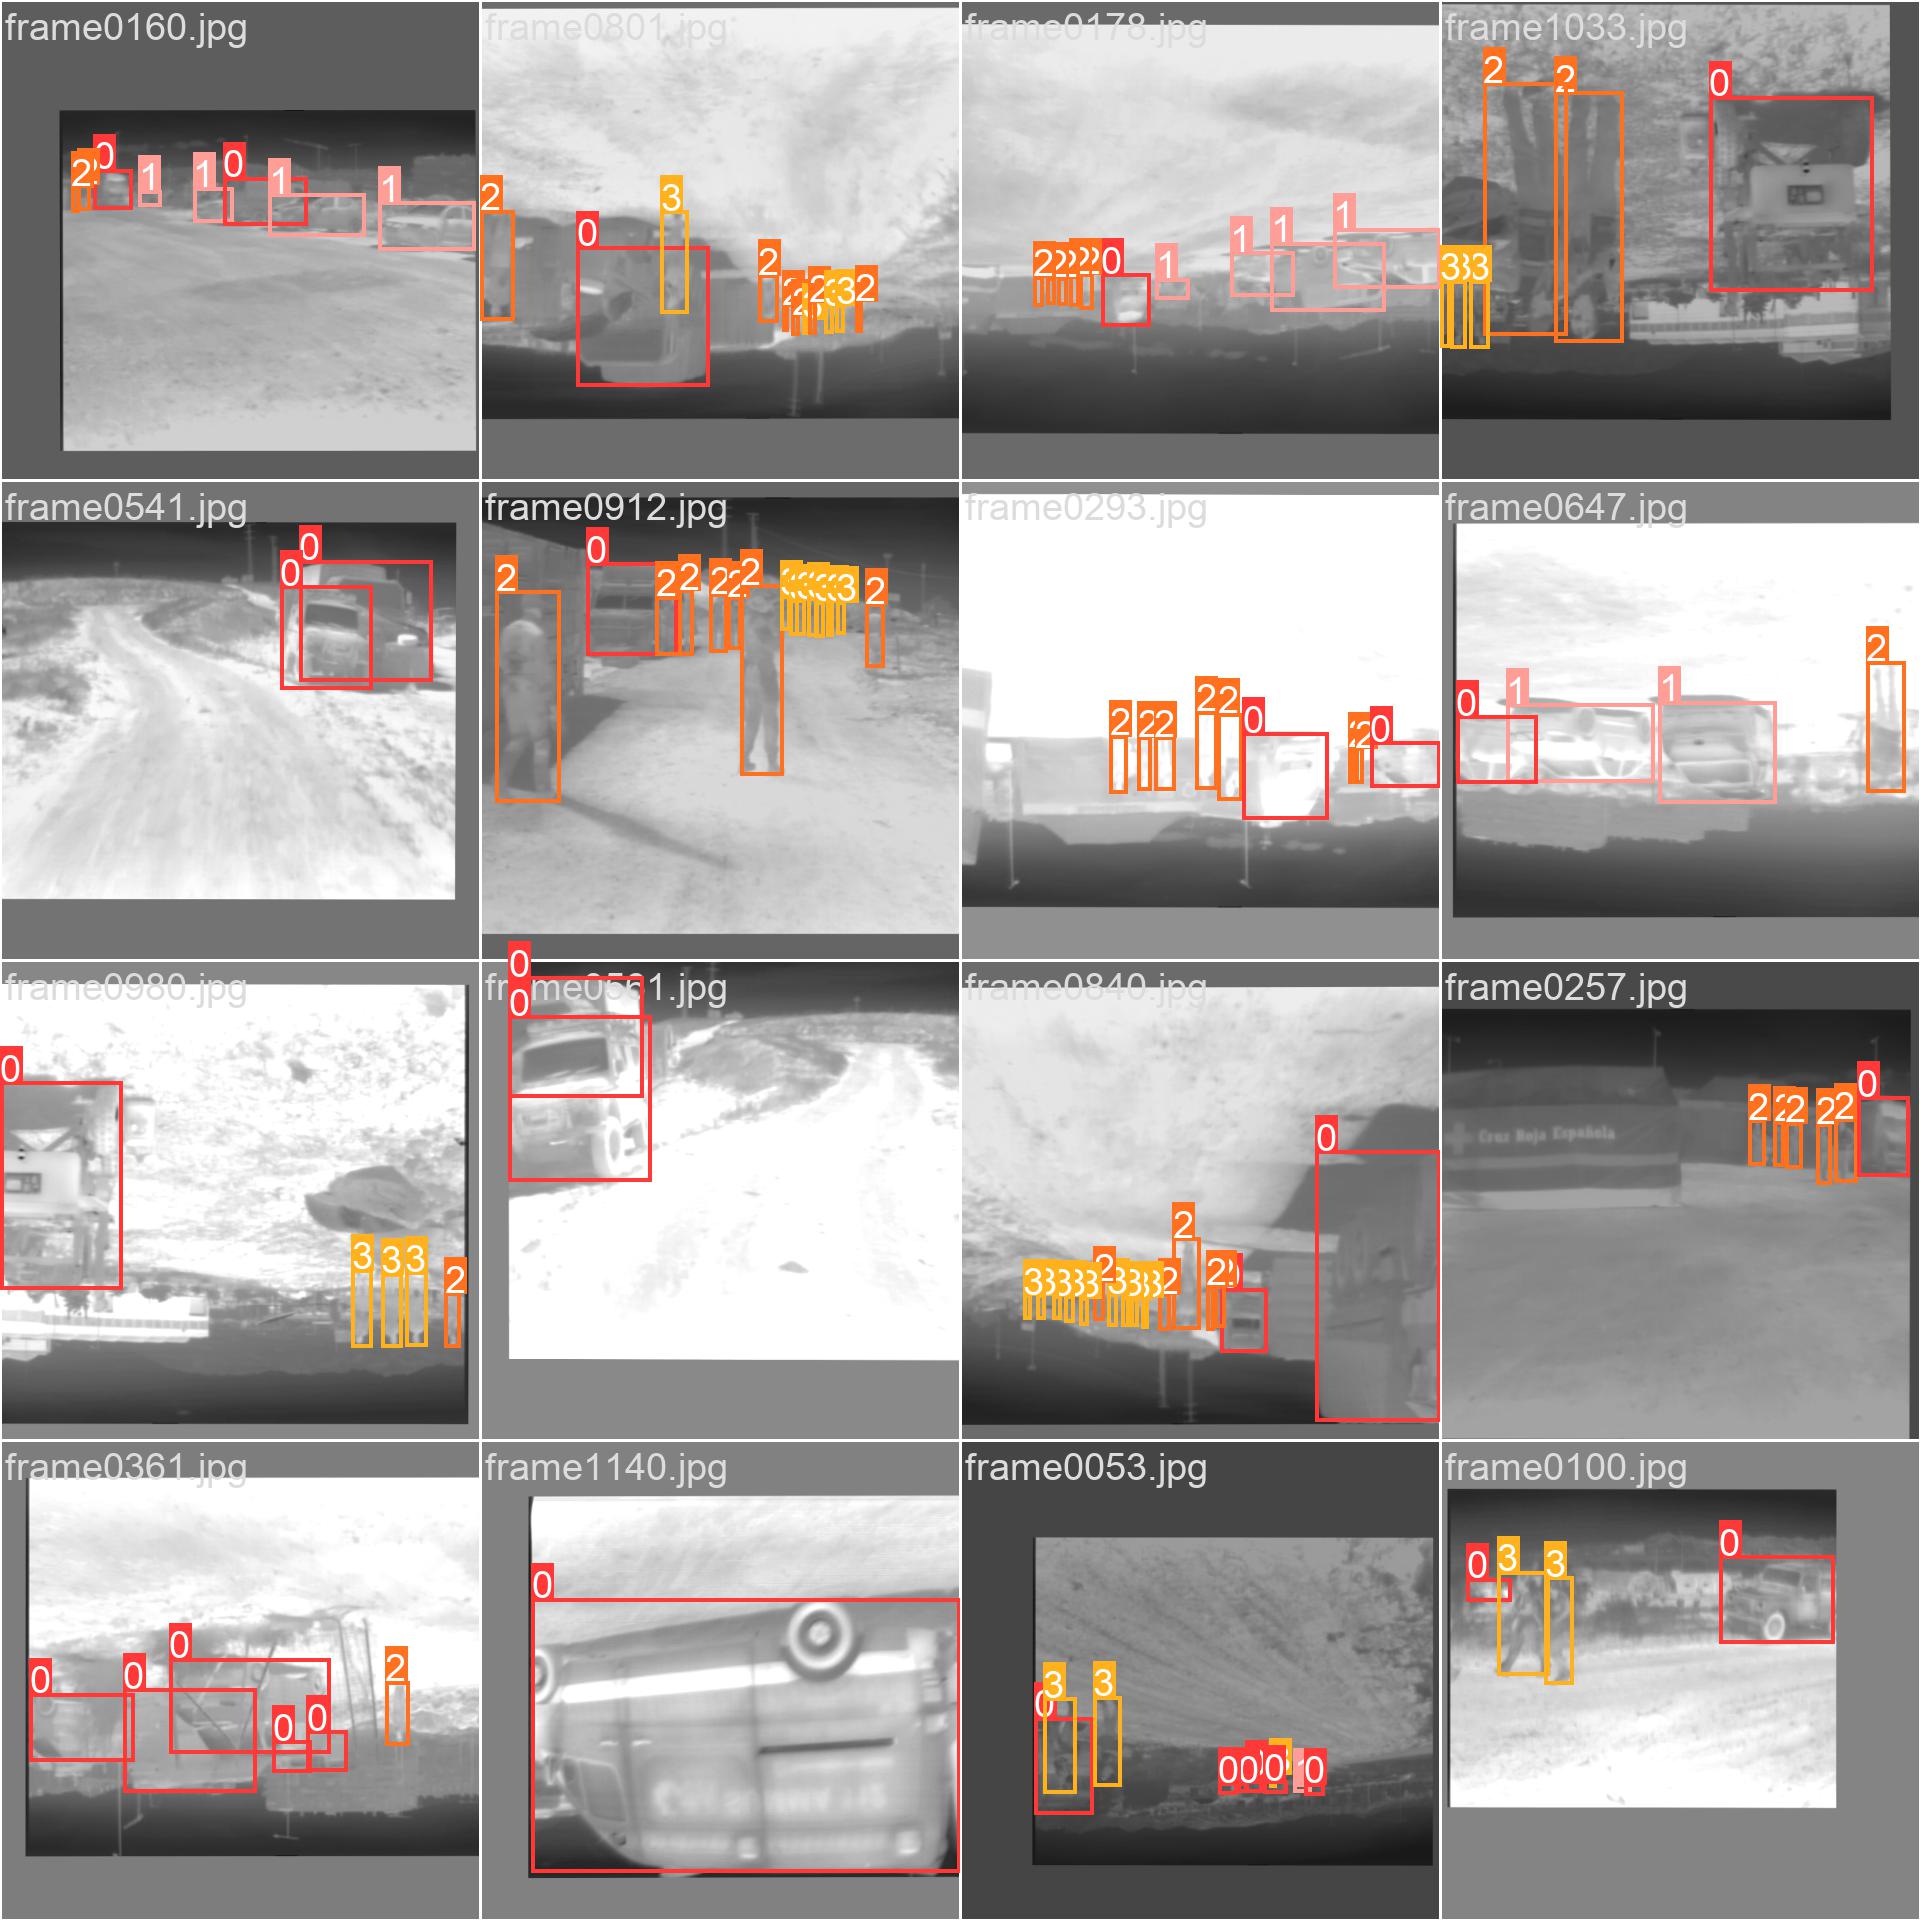 frame0160.jpg
frame0801.jpg
frame0178.jpg
frame1033.jpg
2 0 1 1 0 1 1
2 0 3 2 2 2 3 3 2
2 2 2 2 0 1 1 1 1
2 2 0 3 3 3
frame0541.jpg
frame0912.jpg
frame0293.jpg
frame0647.jpg
0 0
2 0 2 2 2 2 2 3 3 3 3 3 3 2
2 2 2 2 2 0 2 0
0 1 1 2
frame0980.jpg
frame0257.jpg
frame0840.jpg
0 3 3 3 2
0 0
3 3 3 3 3 2 3 3 3 3 2 2 2 0
2 2 2 2 2 0
Cruz Roja Española
frame0361.jpg
frame1140.jpg
frame0053.jpg
frame0100.jpg
0 0 0 0 0 2
0
0 3 3 0 0 0 0
0 3 3 0